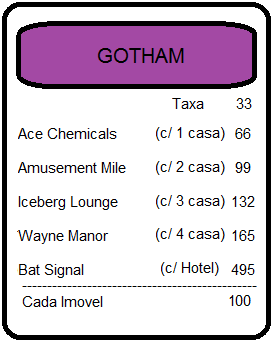 GOTHAM
Taxa 33
Ace Chemicals (c/ 1 casa) 66
Amusement Mile (c/ 2 casa) 99
Iceberg Lounge (c/ 3 casa) 132
Wayne Manor (c/ 4 casa) 165
Bat Signal (c/ Hotel) 495
Cada Imovel 100